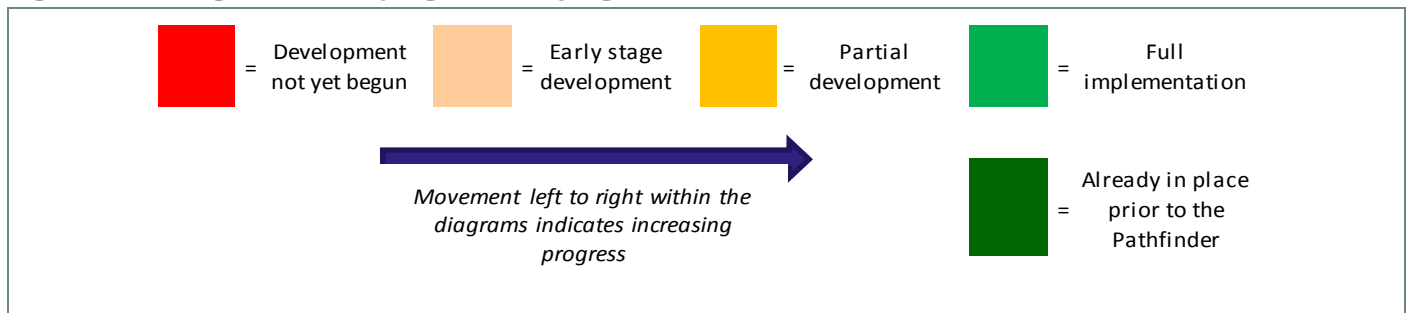 = Development
not yet begun
= Early stage
development
= Partial
development
= Full
implementation
Movement left to right within the
diagrams indicates increasing
progress
= Already in place
prior to the
Pathfinder